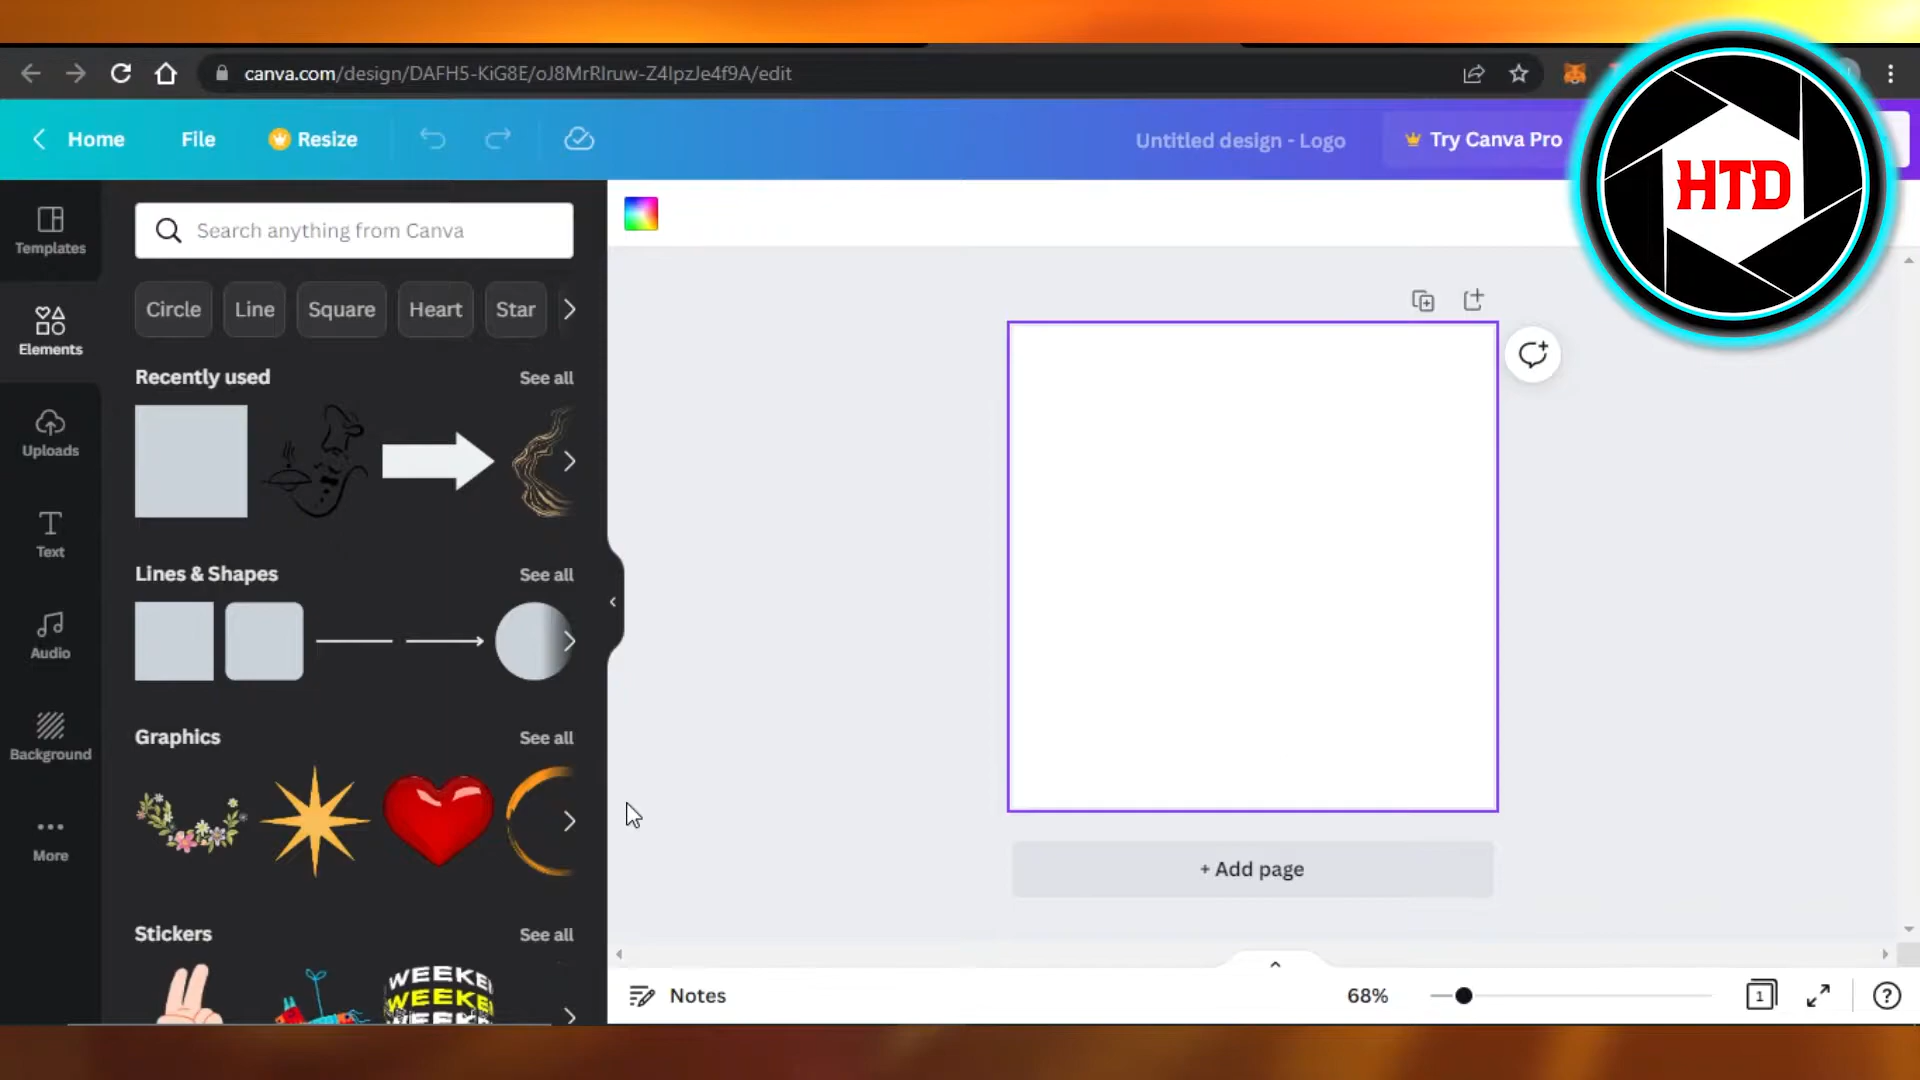 canva.com/design/DAFH5-KiG8E/oJ8MrRIruw-Z4lpzJe4f9A/edit
Home File Resize Untitled design - Logo Try Canva Pro
HTD
Templates
Elements
Uploads
Text
Audio
Background
More
Search anything from Canva
Circle Line Square Heart Star
Recently used See all
Lines & Shapes See all
Graphics See all
Stickers See all
WEEKE
WEEKE
WEEKE
+ Add page
Notes 68% 1 ?